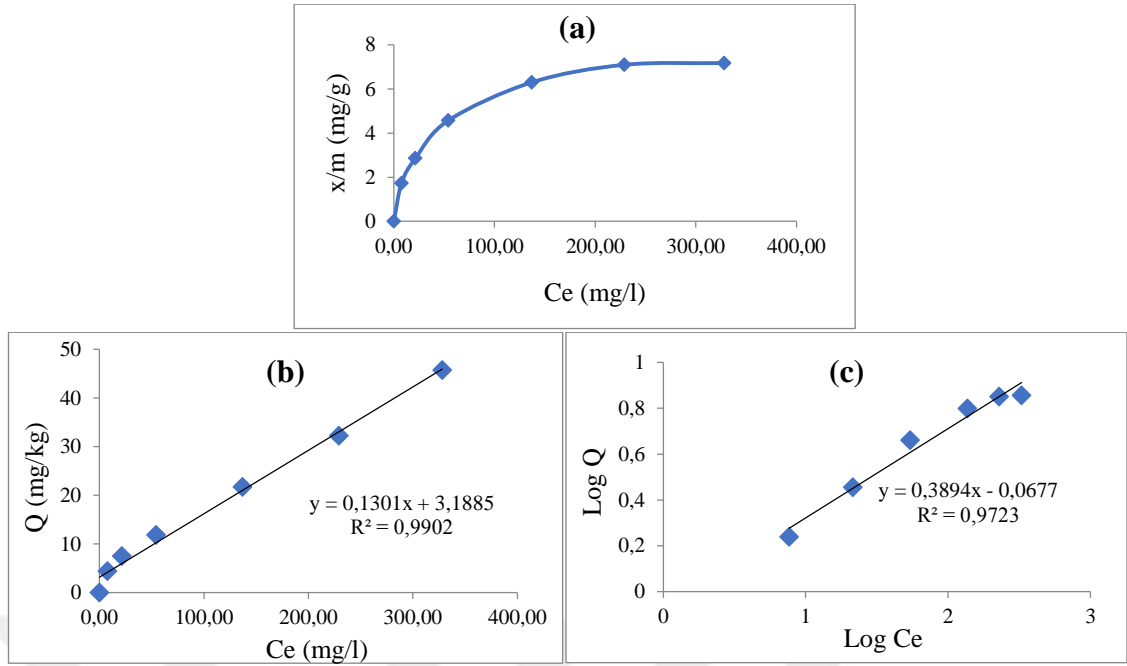 (a)
x/m (mg/g)
8
6
4
2
0
0,00 100,00 200,00 300,00 400,00
Ce (mg/l)
(b)
Q (mg/kg)
50
40
30
20
10
0
y = 0,1301x + 3,1885
R² = 0,9902
0,00 100,00 200,00 300,00 400,00
Ce (mg/l)
(c)
Log Q
1
0,8
0,6
0,4
0,2
0
y = 0,3894x - 0,0677
R² = 0,9723
0 1 2 3
Log Ce